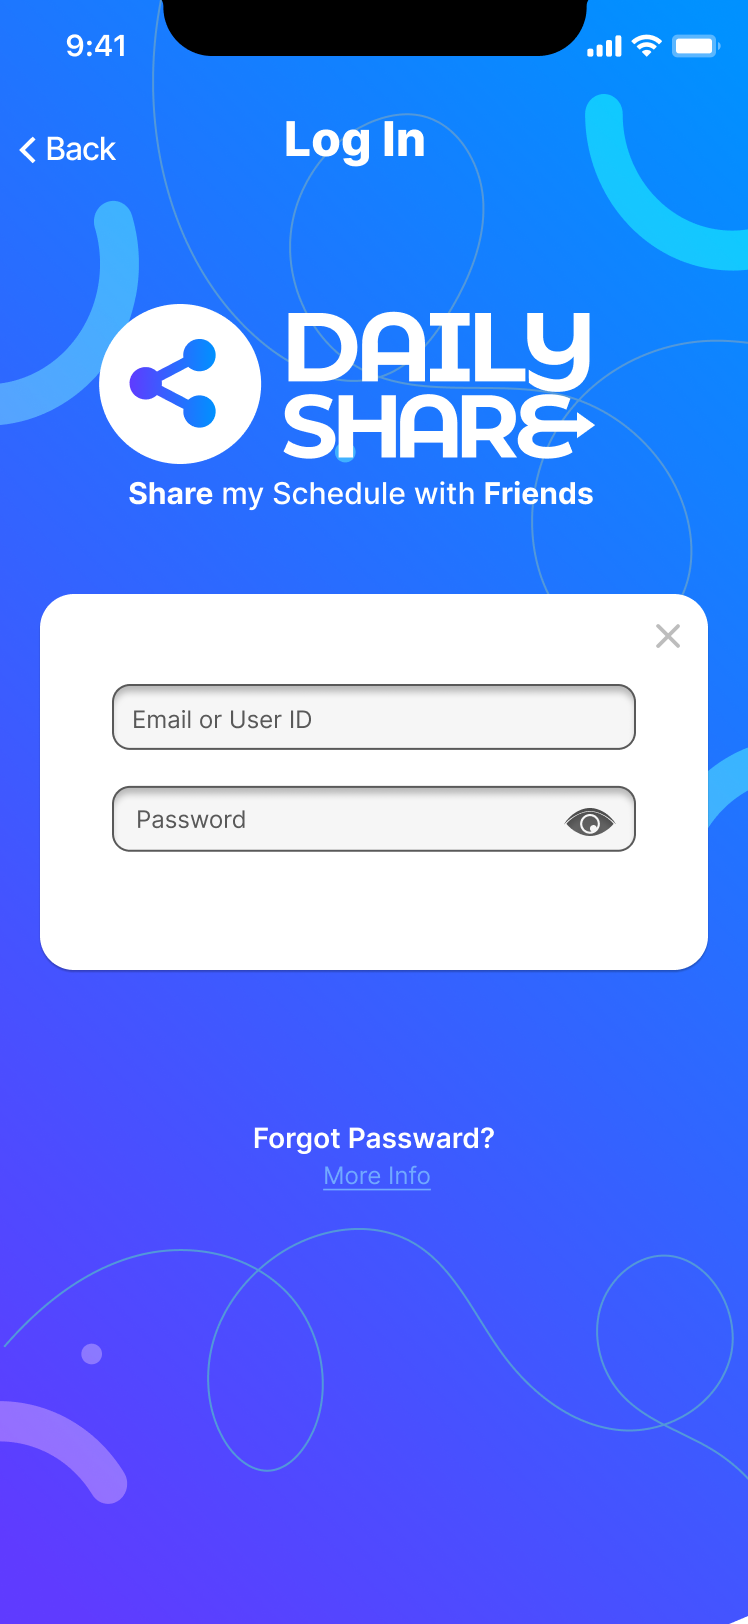 9:41
Back
Log In
DAILY
SHARE
Share my Schedule with Friends
Email or User ID
Password
Forgot Passward?
More Info